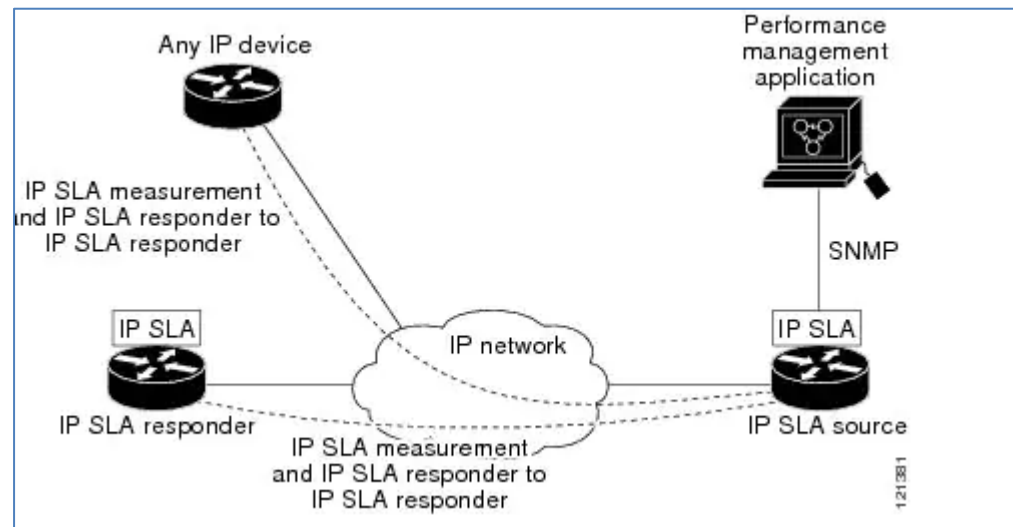 Any IP device
Performance
management
application
IP SLA measurement
and IP SLA responder to
IP SLA responder
SNMP
IP SLA
IP network
IP SLA
IP SLA responder
IP SLA source
IP SLA measurement
and IP SLA responder to
IP SLA responder
121381